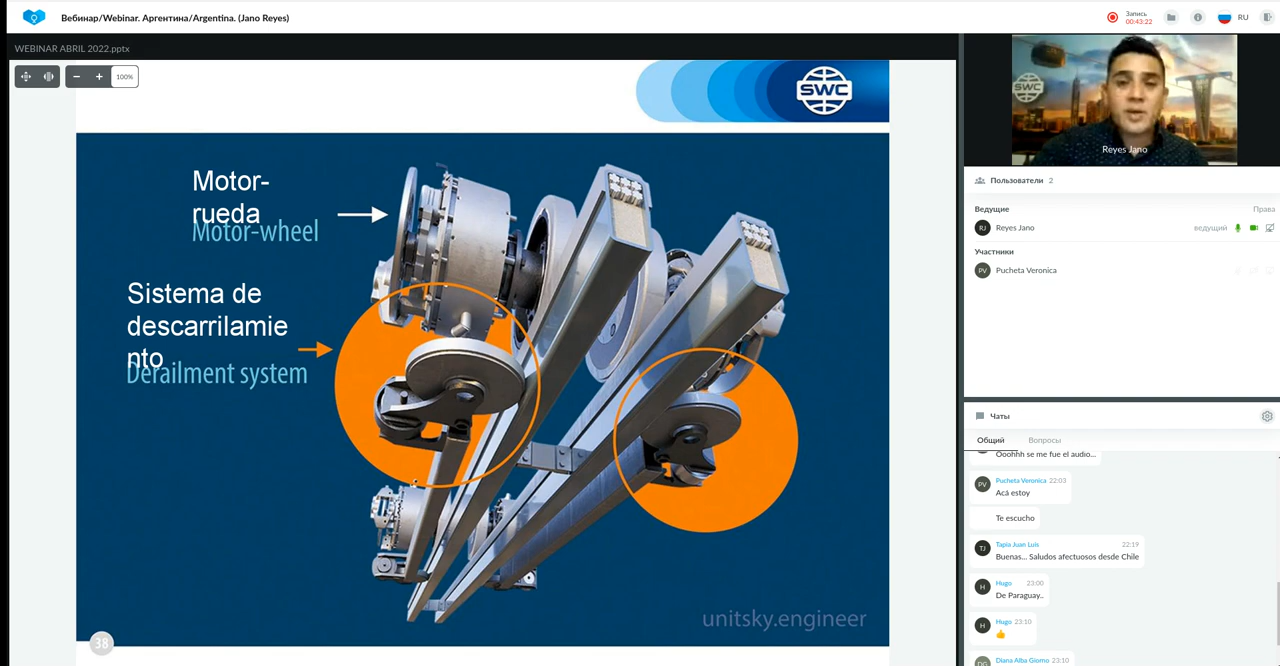 Вебинар/Webinar. Аргентина/Argentina. (Jano Reyes)
Запись
00:43:22
RU
WEBINAR ABRIL 2022.pptx
100%
SWC
Motor-
rueda
Motor-wheel
Sistema de
descarrilamie
nto
Derailment system
unitsky.engineer
38
SWC
Reyes Jano
Пользователи 2
Ведущие
Права
RJ
Reyes Jano
ведущий
Участники
PV
Pucheta Veronica
Чаты
Общий
Вопросы
Ooohhh se me fue el audio...
PV
Pucheta Veronica 22:03
Acá estoy
Te escucho
TJ
Tapia Juan Luis 22:19
Buenas... Saludos afectuosos desde Chile
H
Hugo 23:00
De Paraguay..
H
Hugo 23:10
👍
DG
Diana Alba Giorno 23:10